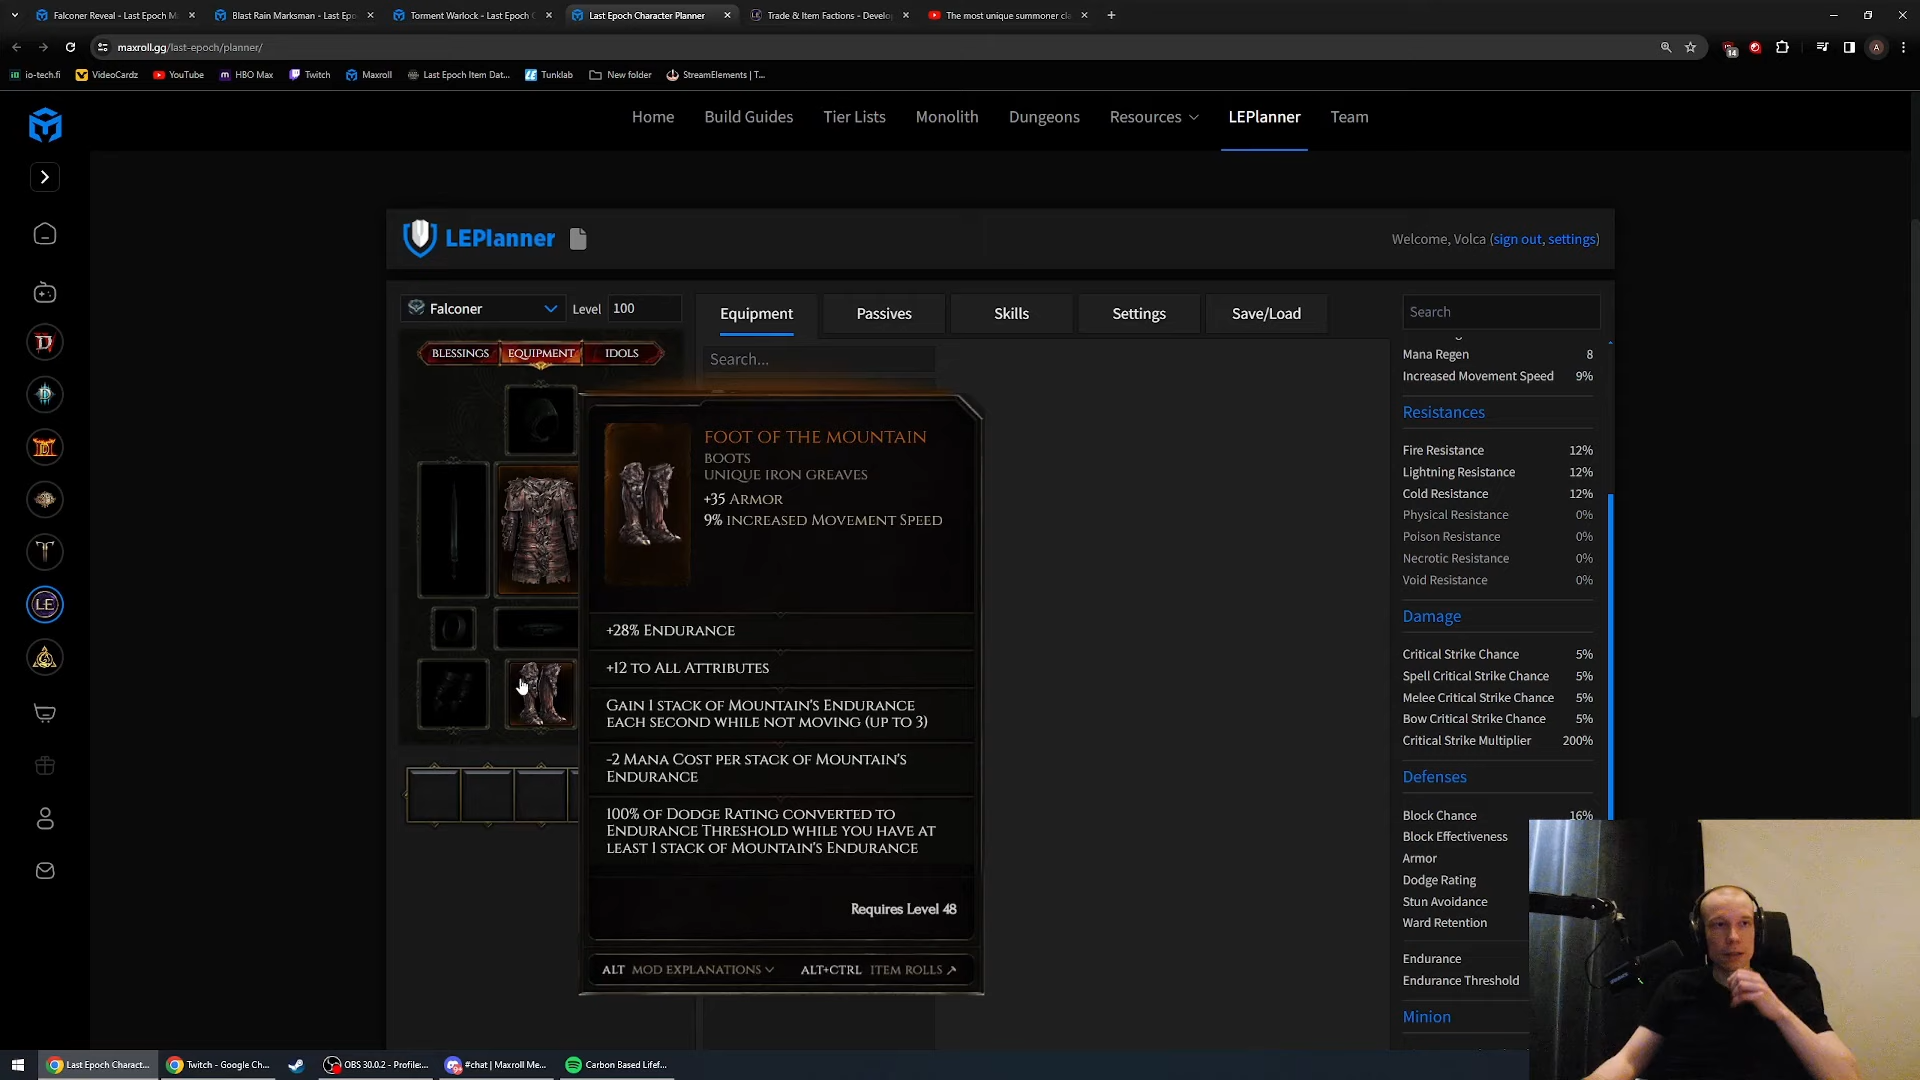 Falconer Reveal – Last Epoch M
Blast Rain Marksman - Last Epo
Torment Warlock - Last Epoch C
Last Epoch Character Planner
Trade & Item Factions - Develo
The most unique summoner cla
maxroll.gg/last-epoch/planner/
14
A
io-tech.fi
VideoCardz
YouTube
HBO Max
Twitch
Maxroll
Last Epoch Item Dat...
Tunklab
New folder
StreamElements | T...
Home
Build Guides
Tier Lists
Monolith
Dungeons
Resources
LEPlanner
Team
LEPlanner
Welcome, Volca (sign out, settings)
Falconer
Level
100
Equipment
Passives
Skills
Settings
Save/Load
Search
BLESSINGS
EQUIPMENT
IDOLS
Search...
FOOT OF THE MOUNTAIN
BOOTS
UNIQUE IRON GREAVES
+35 ARMOR
9% INCREASED MOVEMENT SPEED
+28% ENDURANCE
+12 TO ALL ATTRIBUTES
GAIN 1 STACK OF MOUNTAIN'S ENDURANCE
EACH SECOND WHILE NOT MOVING (UP TO 3)
-2 MANA COST PER STACK OF MOUNTAIN'S
ENDURANCE
100% OF DODGE RATING CONVERTED TO
ENDURANCE THRESHOLD WHILE YOU HAVE AT
LEAST 1 STACK OF MOUNTAIN'S ENDURANCE
Requires Level 48
ALT MOD EXPLANATIONS
ALT+CTRL ITEM ROLLS
Mana Regen 8
Increased Movement Speed 9%
Resistances
Fire Resistance 12%
Lightning Resistance 12%
Cold Resistance 12%
Physical Resistance 0%
Poison Resistance 0%
Necrotic Resistance 0%
Void Resistance 0%
Damage
Critical Strike Chance 5%
Spell Critical Strike Chance 5%
Melee Critical Strike Chance 5%
Bow Critical Strike Chance 5%
Critical Strike Multiplier 200%
Defenses
Block Chance 16%
Block Effectiveness
Armor
Dodge Rating
Stun Avoidance
Ward Retention
Endurance
Endurance Threshold
Minion
LE
Last Epoch Charact...
Twitch - Google Ch...
OBS 30.0.2 - Profile:...
#chat | Maxroll Me...
Carbon Based Lifef...